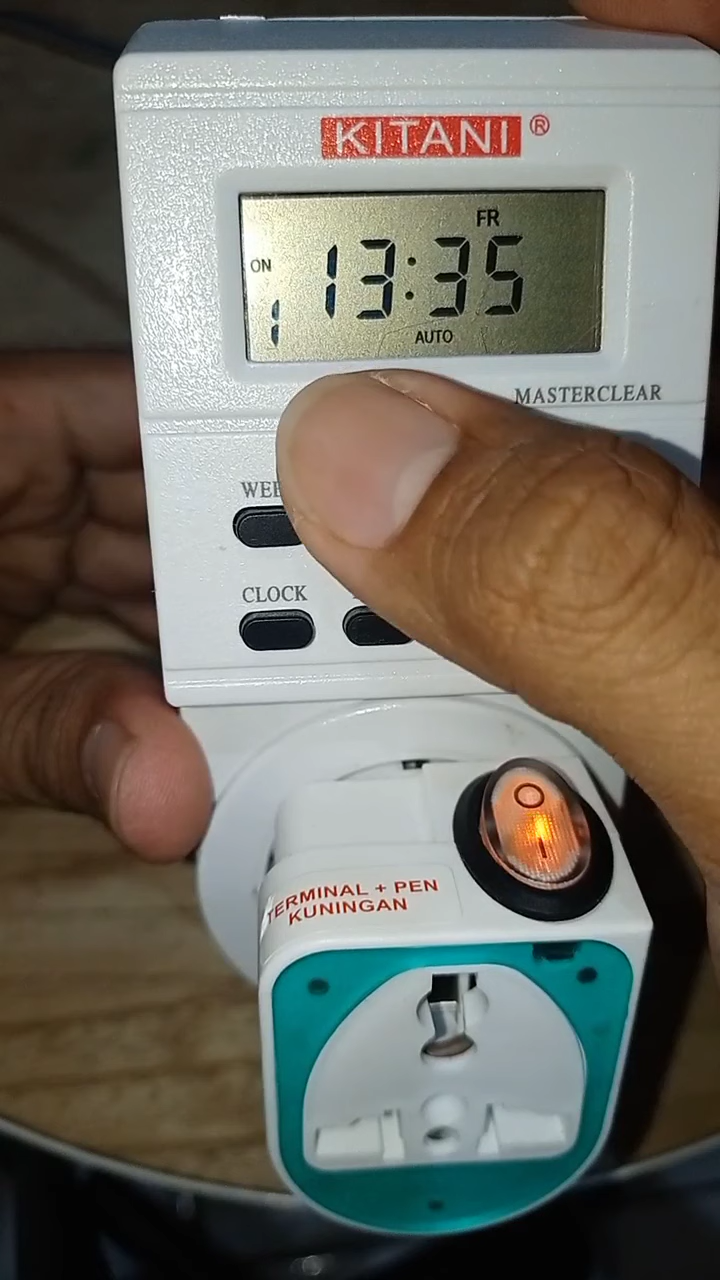 KITANI ®
FR
ON
1 13:35
AUTO
MASTERCLEAR
CLOCK
TERMINAL + PEN
KUNINGAN